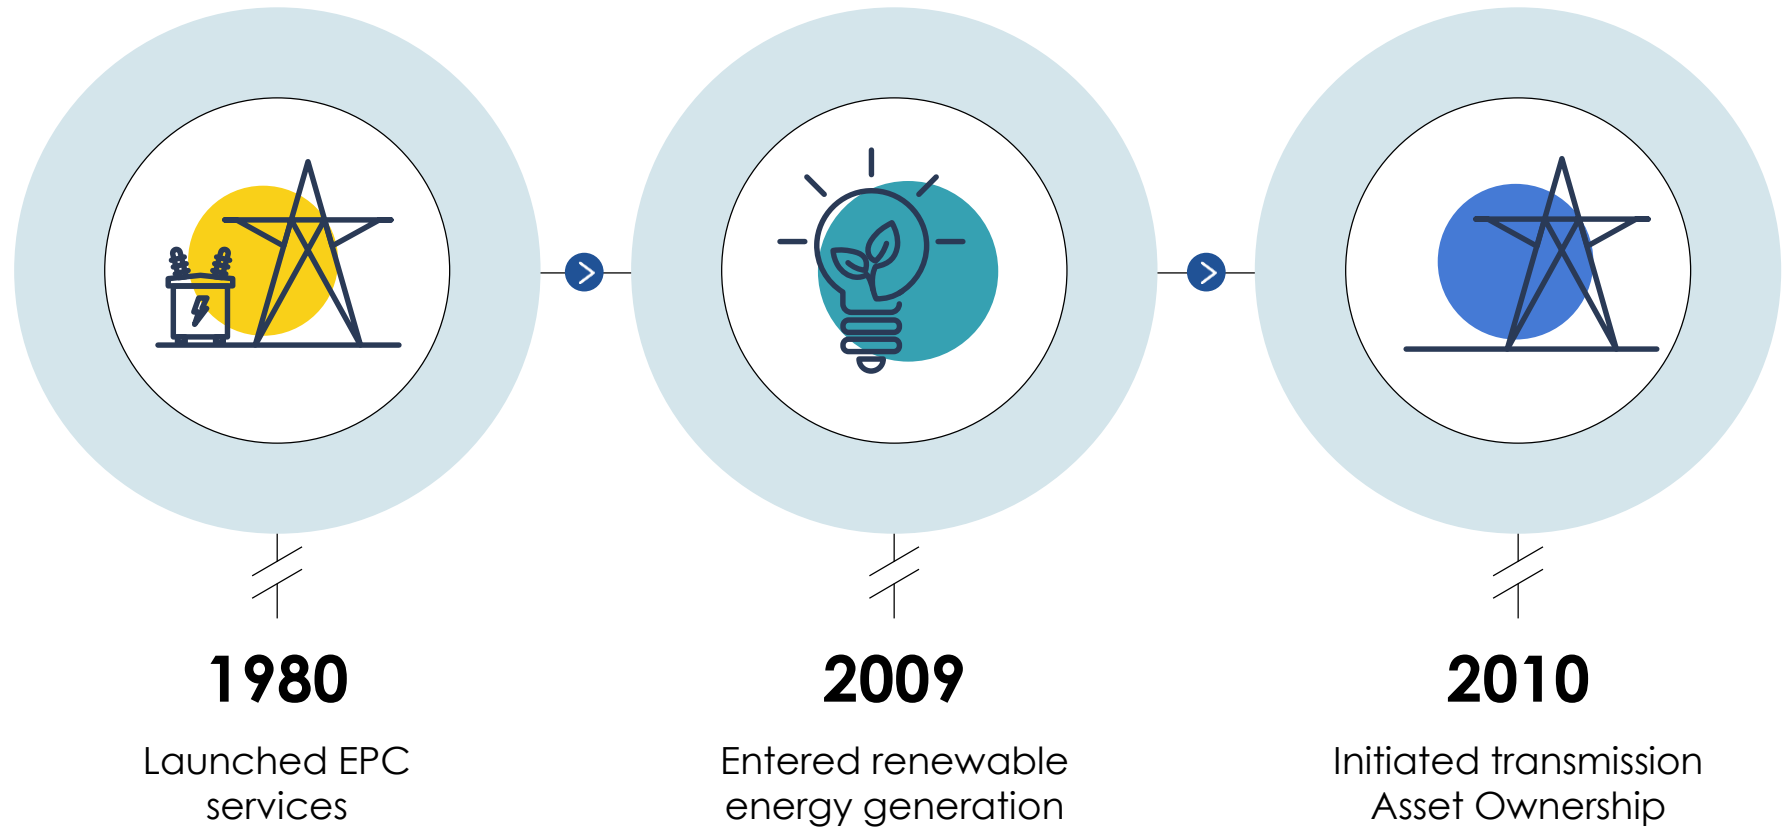 1980
Launched EPC
services
2009
Entered renewable
energy generation
2010
Initiated transmission
Asset Ownership